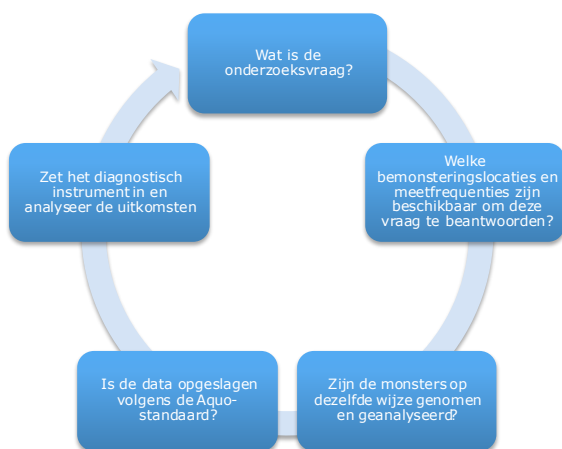 Wat is de
onderzoeksvraag?
Welke
bemonsteringslocaties en
meetfrequenties zijn
beschikbaar om deze
vraag te beantwoorden?
Zijn de monsters op
dezelfde wijze genomen
en geanalyseerd?
Is de data opgeslagen
volgens de Aquo-
standaard?
Zet het diagnostisch
instrument in en
analyseer de uitkomsten